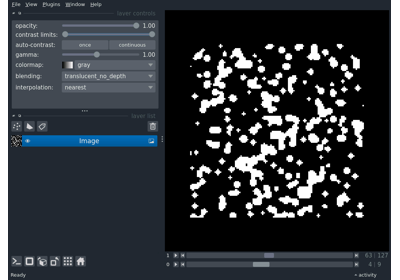 File View Plugins Window Help
layer controls
opacity: 1.00
contrast limits:
auto-contrast: once continuous
gamma: 1.00
colormap: gray
blending: translucent_no_depth
interpolation: nearest
layer list
Image
1 63 127
0 4 9
Ready activity